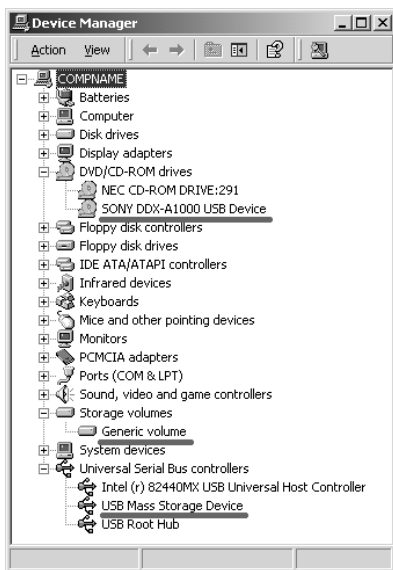 Device Manager
Action View
COMPNAME
Batteries
Computer
Disk drives
Display adapters
DVD/CD-ROM drives
NEC CD-ROM DRIVE:291
SONY DDX-A1000 USB Device
Floppy disk controllers
Floppy disk drives
IDE ATA/ATAPI controllers
Infrared devices
Keyboards
Mice and other pointing devices
Monitors
PCMCIA adapters
Ports (COM & LPT)
Sound, video and game controllers
Storage volumes
Generic volume
System devices
Universal Serial Bus controllers
Intel (r) 82440MX USB Universal Host Controller
USB Mass Storage Device
USB Root Hub